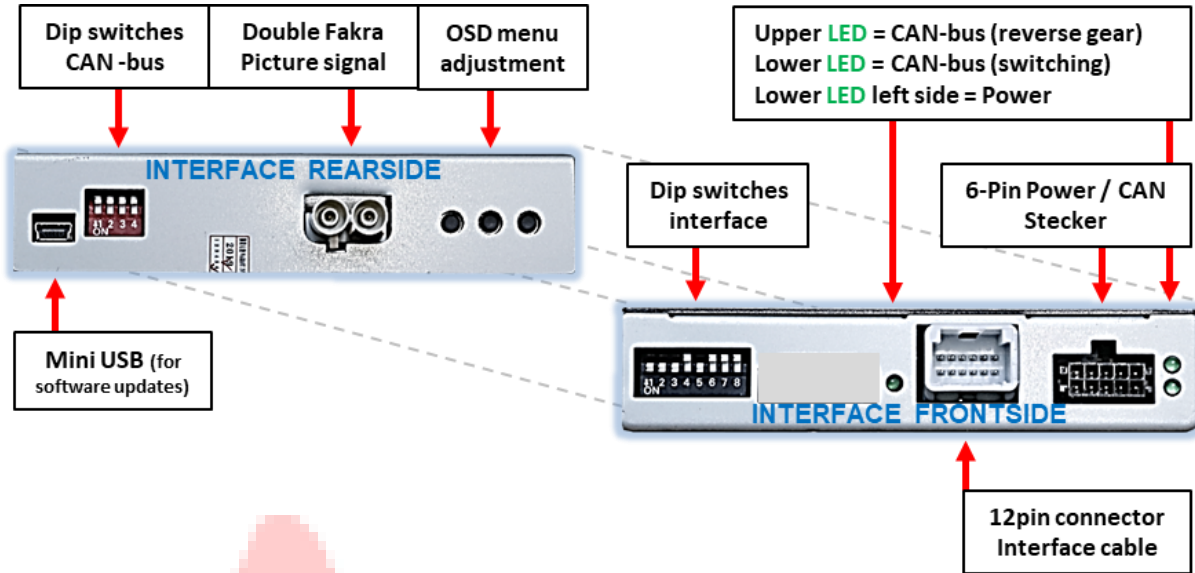 Dip switches
CAN -bus
Double Fakra
Picture signal
OSD menu
adjustment
Upper LED = CAN-bus (reverse gear)
Lower LED = CAN-bus (switching)
Lower LED left side = Power
INTERFACE REARSIDE
1 2 3 4
ON
Dip switches
interface
6-Pin Power / CAN
Stecker
Mini USB (for
software updates)
1 2 3 4 5 6 7 8
ON
INTERFACE FRONTSIDE
12pin connector
Interface cable